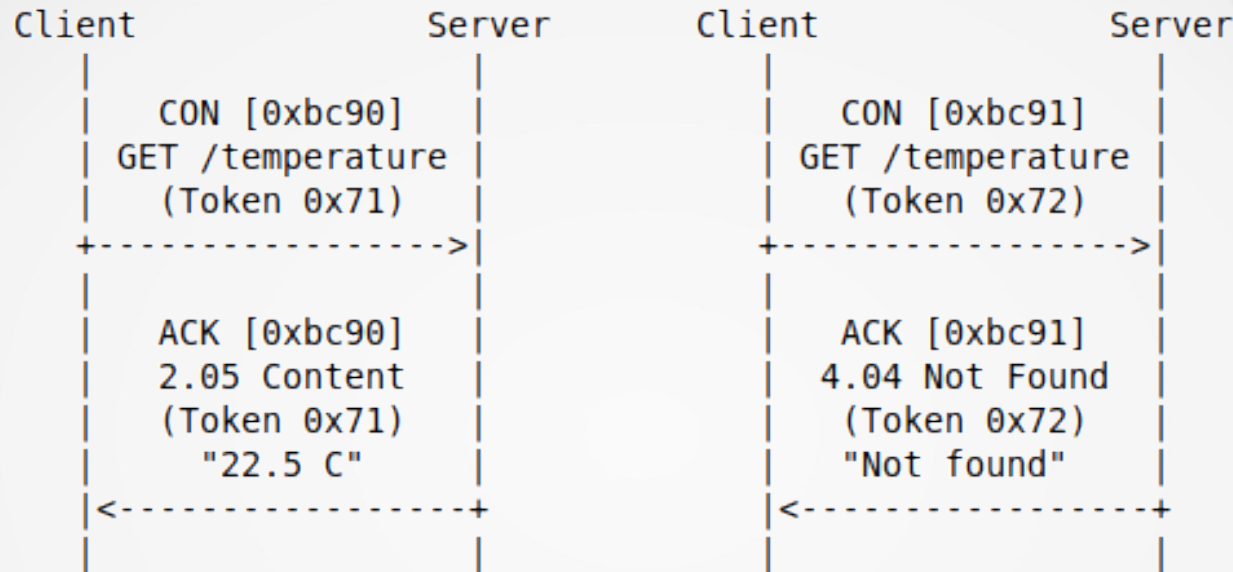 Client Server
CON [0xbc90]
GET /temperature
(Token 0x71)
ACK [0xbc90]
2.05 Content
(Token 0x71)
"22.5 C"
Client Server
CON [0xbc91]
GET /temperature
(Token 0x72)
ACK [0xbc91]
4.04 Not Found
(Token 0x72)
"Not found"